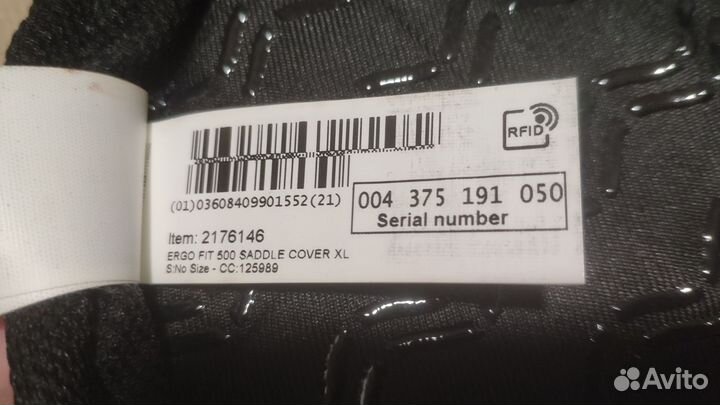 RFID
(01)03608409901552(21)
004 375 191 050
Serial number
Item: 2176146
ERGO FIT 500 SADDLE COVER XL
S:No Size - CC:125989
Avito